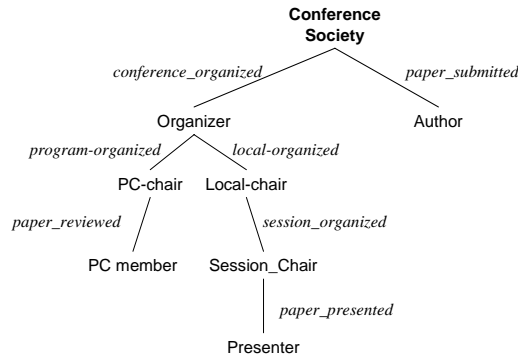 Conference
Society
conference_organized
paper_submitted
Organizer
Author
program-organized
local-organized
PC-chair
Local-chair
paper_reviewed
session_organized
PC member
Session_Chair
paper_presented
Presenter